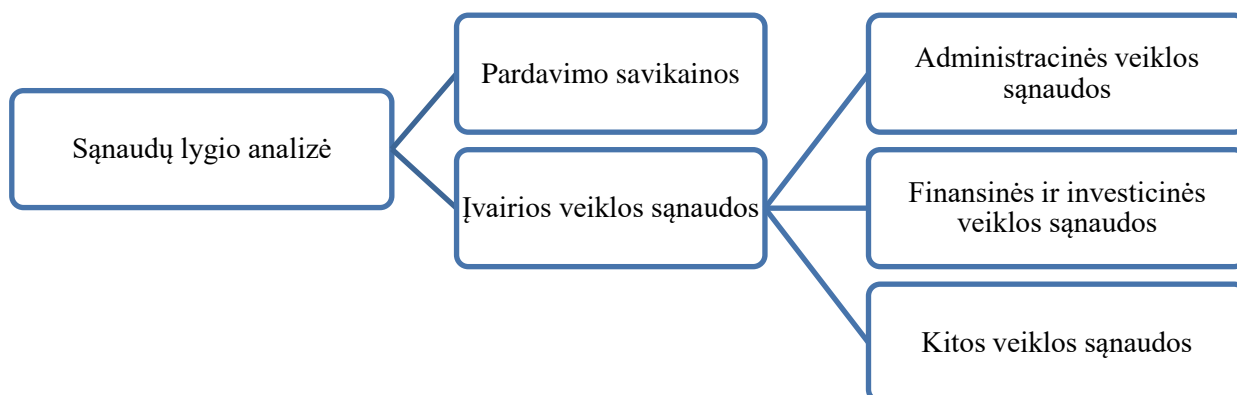 Sąnaudų lygio analizė
Pardavimo savikainos
Įvairios veiklos sąnaudos
Administracinės veiklos
sąnaudos
Finansinės ir investicinės
veiklos sąnaudos
Kitos veiklos sąnaudos